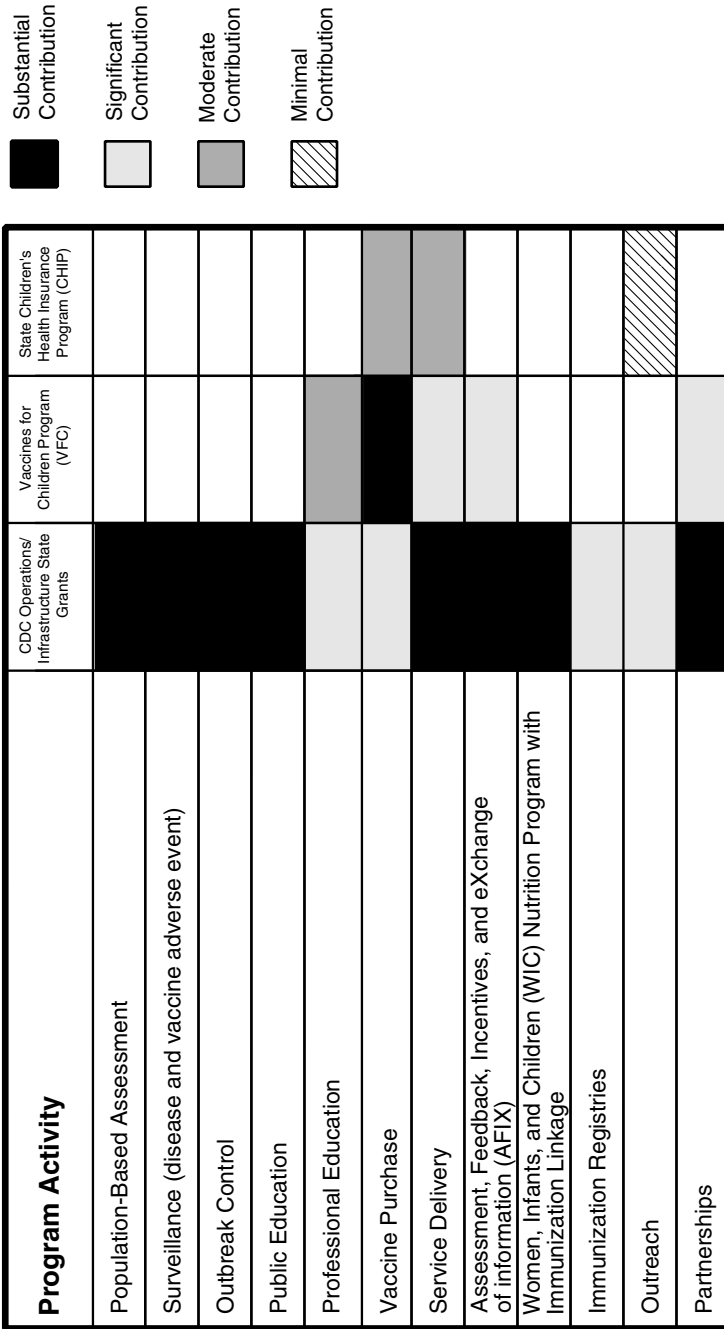 Program Activity
CDC Operations/
Infrastructure State
Grants
Vaccines for
Children Program
(VFC)
State Children's
Health Insurance
Program (CHIP)
Population-Based Assessment
Surveillance (disease and vaccine adverse event)
Outbreak Control
Public Education
Professional Education
Vaccine Purchase
Service Delivery
Assessment, Feedback, Incentives, and eXchange
of information (AFIX)
Women, Infants, and Children (WIC) Nutrition Program with
Immunization Linkage
Immunization Registries
Outreach
Partnerships
Substantial
Contribution
Significant
Contribution
Moderate
Contribution
Minimal
Contribution